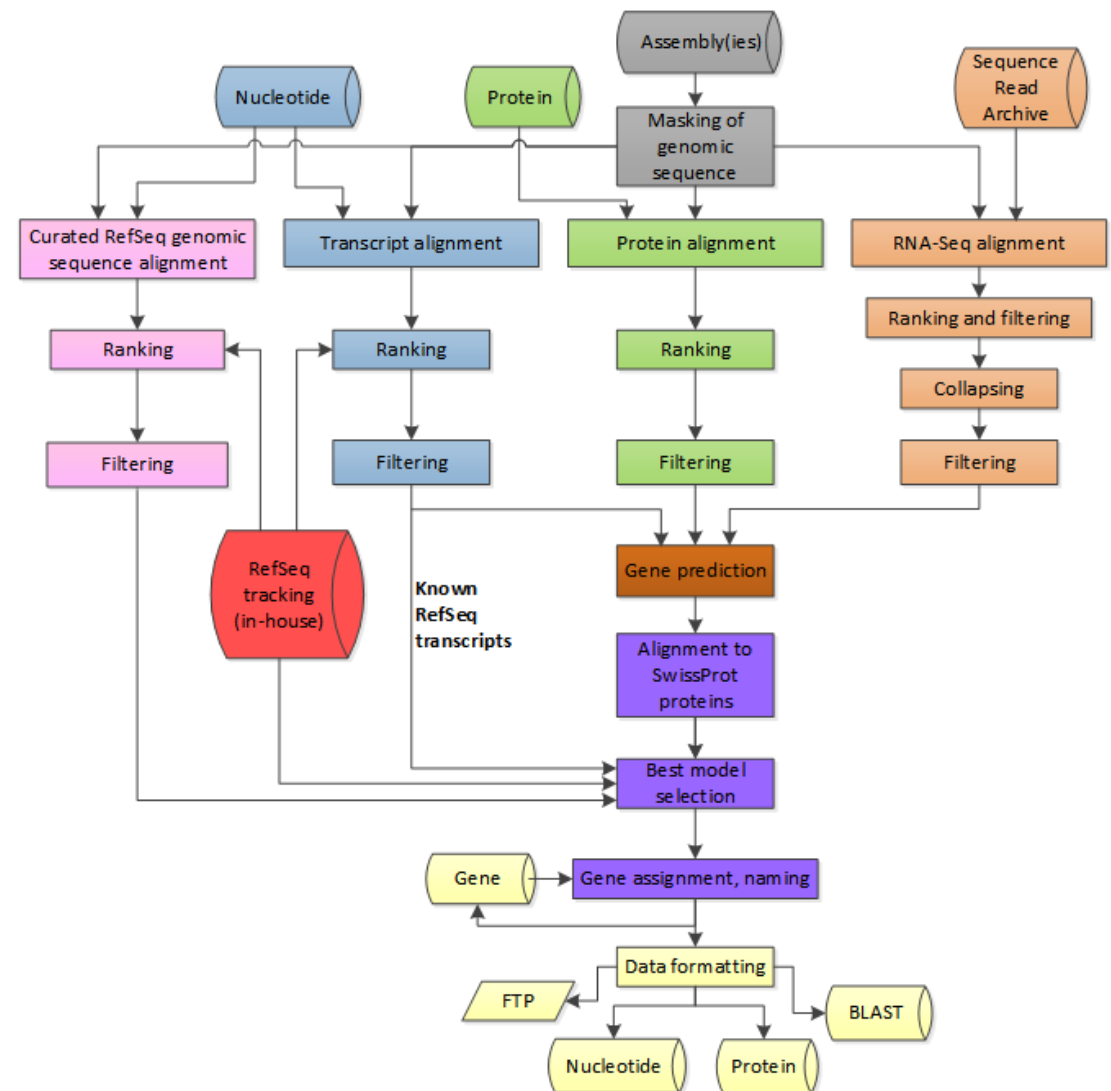 Assembly(ies)
Nucleotide
Protein
Sequence
Read
Archive
Masking of
genomic
sequence
Curated RefSeq genomic
sequence alignment
Transcript alignment
Protein alignment
RNA-Seq alignment
Ranking
Ranking
Ranking
Ranking and filtering
Collapsing
Filtering
Filtering
Filtering
Filtering
RefSeq
tracking
(in-house)
Known
RefSeq
transcripts
Gene prediction
Alignment to
SwissProt
proteins
Best model
selection
Gene
Gene assignment, naming
Data formatting
FTP
BLAST
Nucleotide
Protein